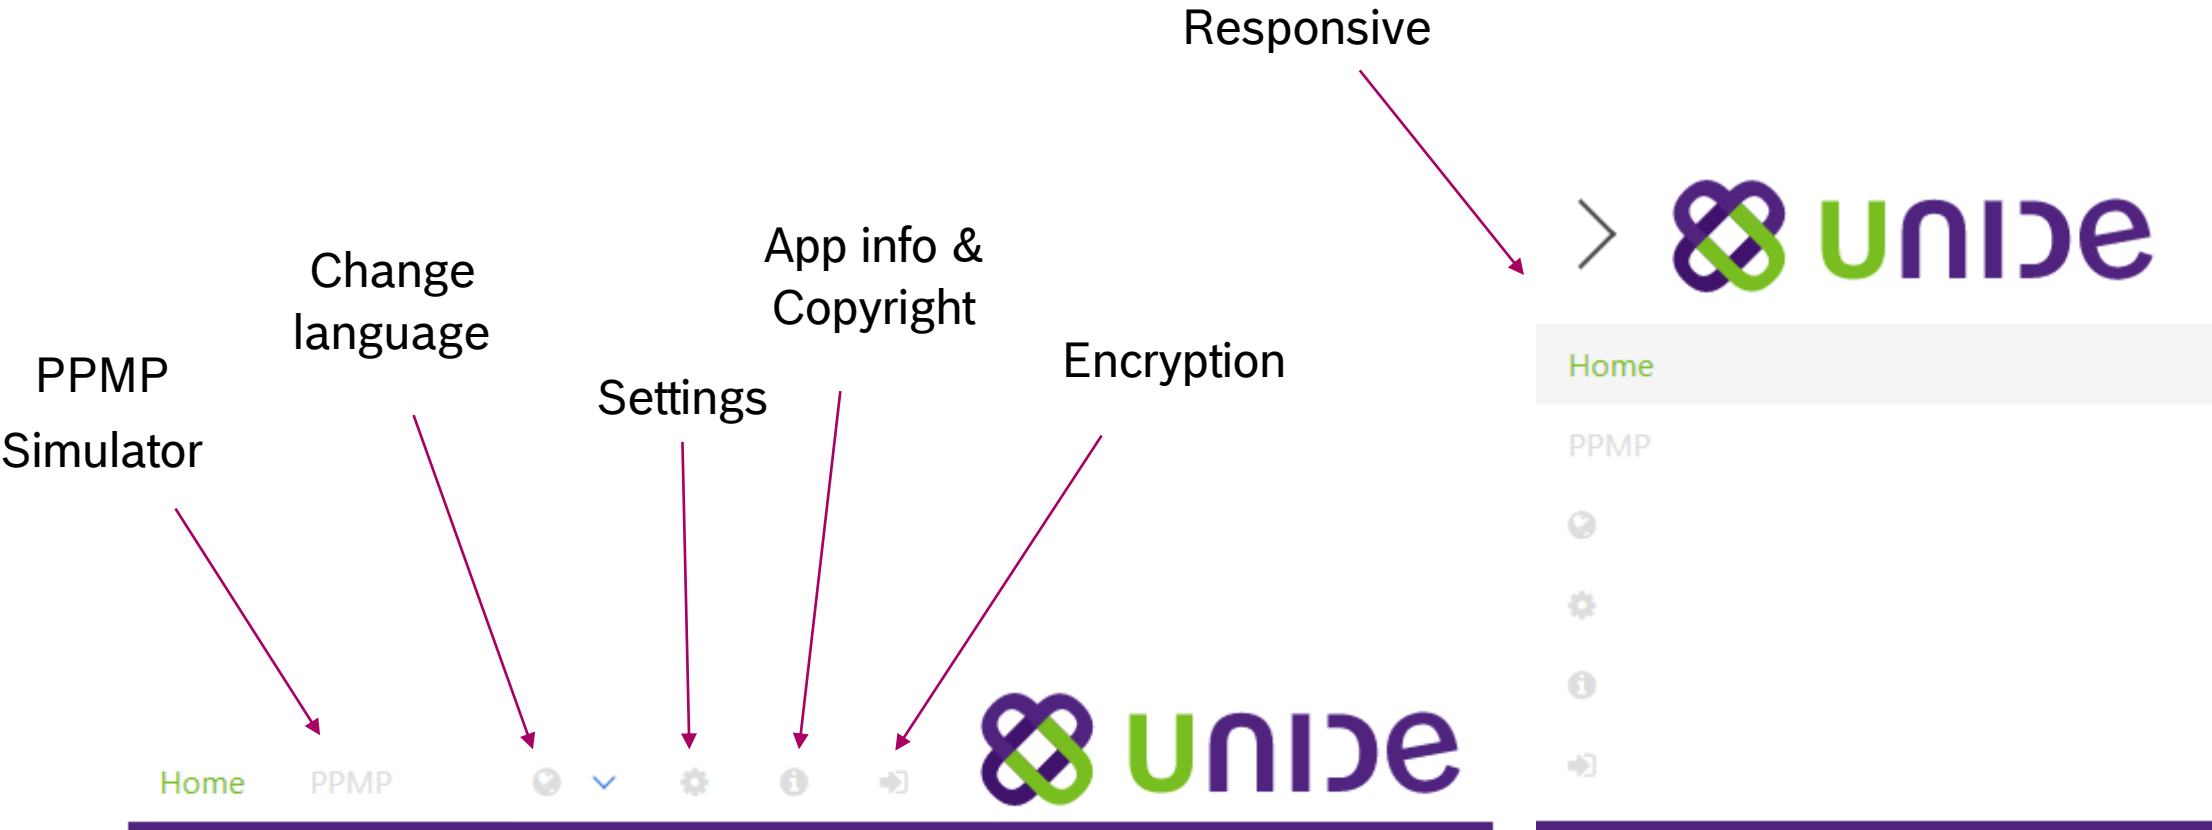 Responsive
App info &
Copyright
Change
language
Encryption
PPMP
Simulator
Settings
Home
PPMP
unide
unide
Home
PPMP